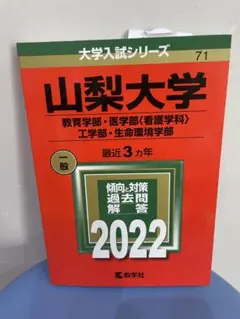 大学入試シリーズ
71
山梨大学
教育学部・医学部〈看護学科〉
工学部・生命環境学部
一般
最近3カ年
傾向と対策
過去問
解答
2022
教学社